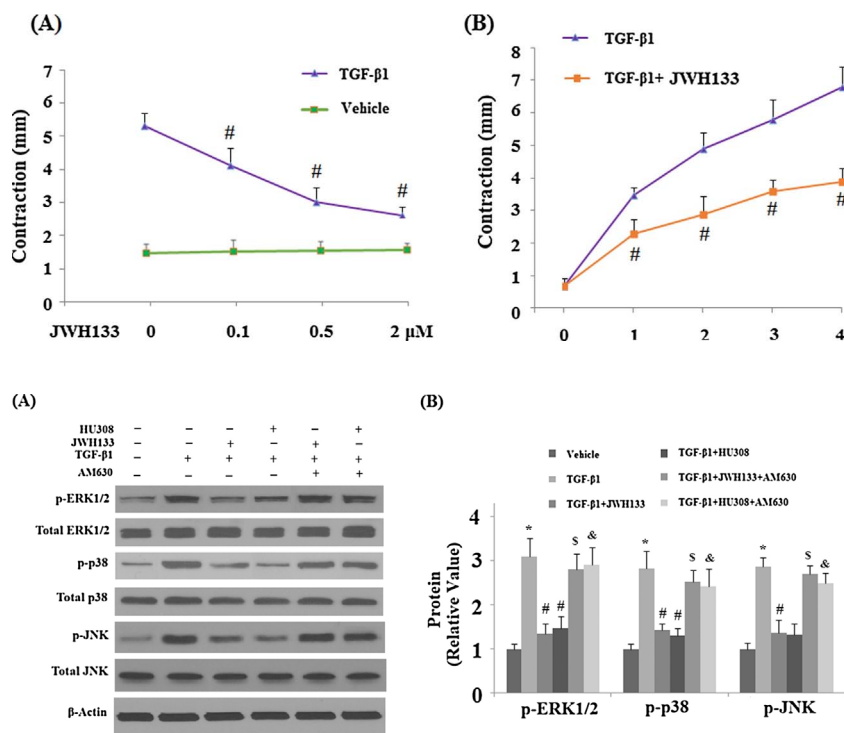 (A)
TGF-β1
Vehicle
Contraction (mm)
7
6
5
4
3
2
1
0
#
#
#
JWH133 0 0.1 0.5 2 μM
(B)
TGF-β1
TGF-β1+ JWH133
Contraction (mm)
8
7
6
5
4
3
2
1
0
#
#
#
#
0 1 2 3 4
(A)
HU308 – – – + – +
JWH133 – – + – + –
TGF-β1 – + + + + +
AM630 – – – – + +
p-ERK1/2
Total ERK1/2
p-p38
Total p38
p-JNK
Total JNK
β-Actin
(B)
Vehicle
TGF-β1
TGF-β1+JWH133
TGF-β1+HU308
TGF-β1+JWH133+AM630
TGF-β1+HU308+AM630
Protein
(Relative Value)
4
3
2
1
0
* # # $ &
* # # $ &
* # $ &
p-ERK1/2 p-p38 p-JNK